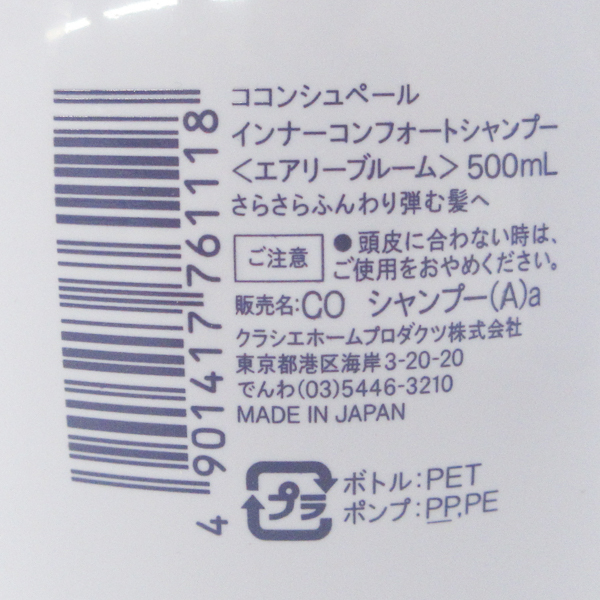 ココンシュペール
インナーコンフォートシャンプー
＜エアリーブルーム＞500mL
さらさらふんわり弾む髪へ
ご注意
●頭皮に合わない時は、
ご使用をおやめください。
販売名:CO シャンプー(A)a
クラシエホームプロダクツ株式会社
東京都港区海岸3-20-20
でんわ(03)5446-3210
MADE IN JAPAN
プラ
ボトル:PET
ポンプ:PP,PE
4 901417 761118